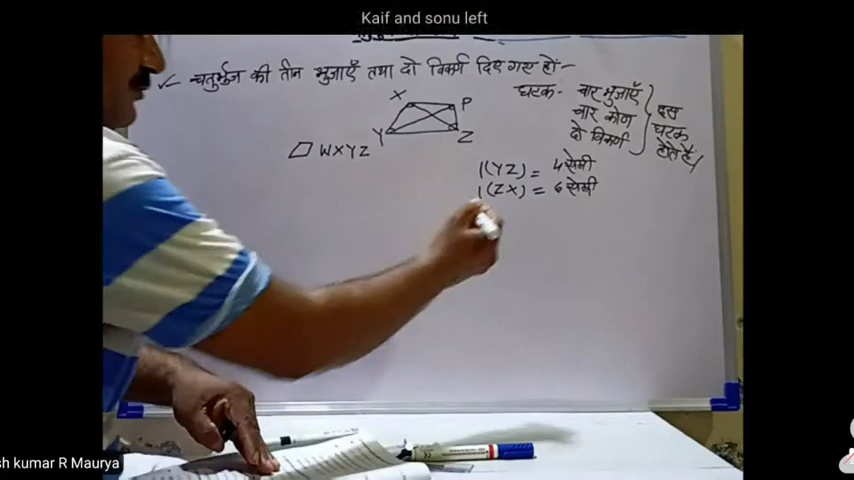 Kaif and sonu left
✓- चतुर्भुज की तीन भुजाएँ तथा दो विकर्ण दिए गए हों -
घटक:- चार भुजाएँ
चार कोण
दो विकर्ण
दस
घटक
होते है।
X
P
Y
Z
▱ WXYZ
l(YZ) = 4 सेमी
l(ZX) = 6 सेमी
sh kumar R Maurya